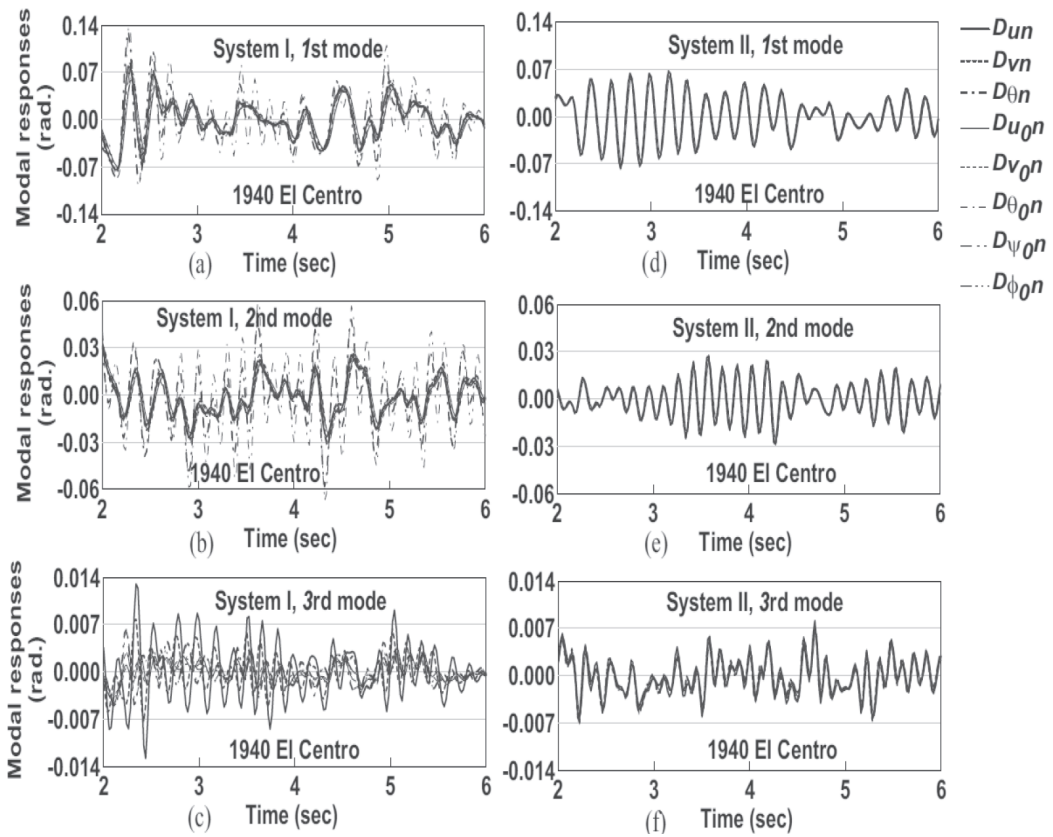 Modal responses
(rad.)
0.14
0.07
0.00
-0.07
-0.14
System I, 1st mode
1940 El Centro
2 3 4 5 6
(a) Time (sec)
0.14
0.07
0.00
-0.07
-0.14
System II, 1st mode
1940 El Centro
2 3 4 5 6
(d) Time (sec)
Dun
Dvn
Dθn
Du0n
Dv0n
Dθ0n
Dψ0n
Dϕ0n
Modal responses
(rad.)
0.06
0.03
0.00
-0.03
-0.06
System I, 2nd mode
1940 El Centro
2 3 4 5 6
(b) Time (sec)
0.06
0.03
0.00
-0.03
-0.06
System II, 2nd mode
1940 El Centro
2 3 4 5 6
(e) Time (sec)
Modal responses
(rad.)
0.014
0.007
0.000
-0.007
-0.014
System I, 3rd mode
1940 El Centro
2 3 4 5 6
(c) Time (sec)
0.014
0.007
0.000
-0.007
-0.014
System II, 3rd mode
1940 El Centro
2 3 4 5 6
(f) Time (sec)